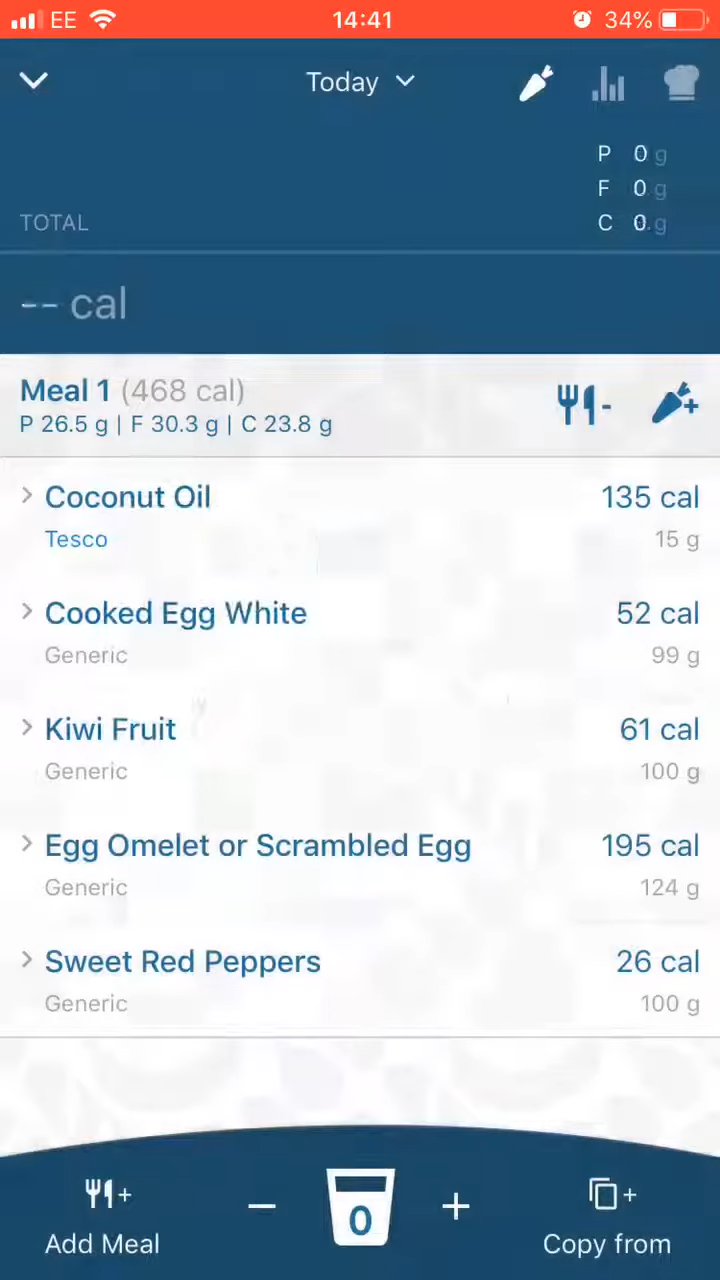 EE 14:41 34%
Today
P 0 g
F 0 g
TOTAL C 0 g
-- cal
Meal 1 (468 cal)
P 26.5 g | F 30.3 g | C 23.8 g
Coconut Oil 135 cal
Tesco 15 g
Cooked Egg White 52 cal
Generic 99 g
Kiwi Fruit 61 cal
Generic 100 g
Egg Omelet or Scrambled Egg 195 cal
Generic 124 g
Sweet Red Peppers 26 cal
Generic 100 g
0
Add Meal Copy from